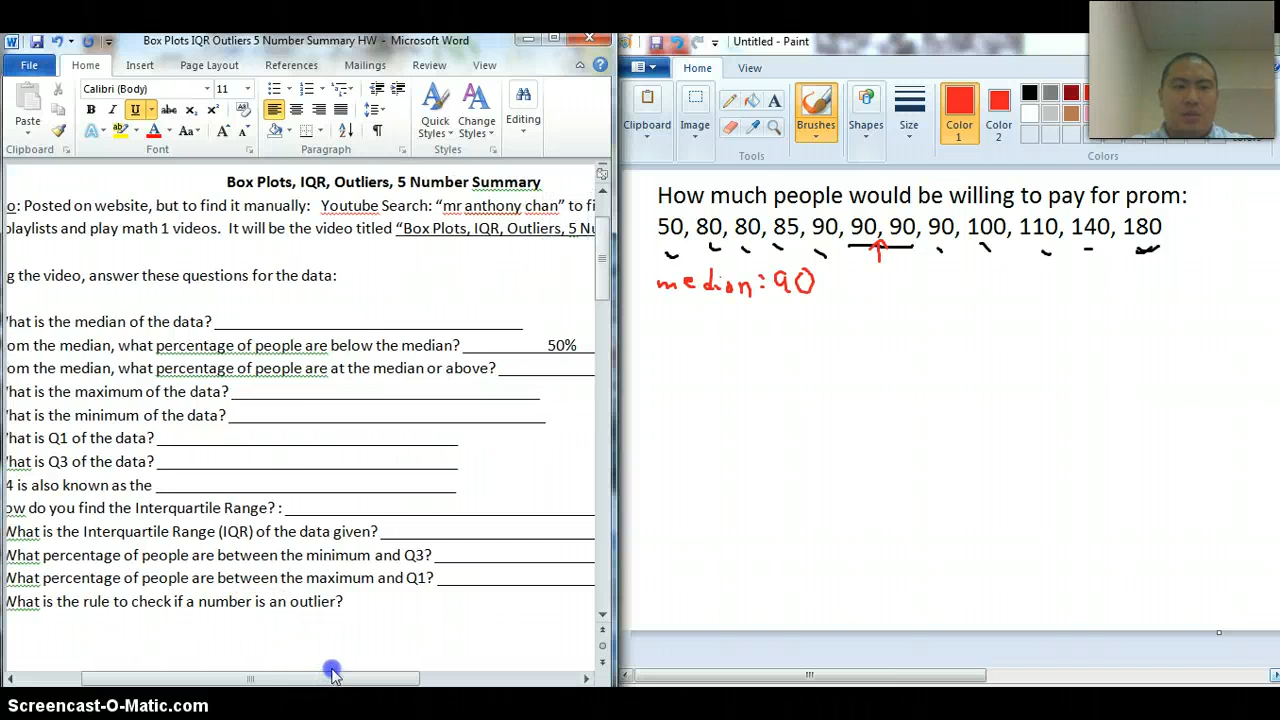 Box Plots IQR Outliers 5 Number Summary HW - Microsoft Word
File Home Insert Page Layout References Mailings Review View
Calibri (Body) 11
Paste
Quick Styles
Change Styles
Editing
Clipboard Font Paragraph Styles
Box Plots, IQR, Outliers, 5 Number Summary
o: Posted on website, but to find it manually: Youtube Search: “mr anthony chan” to fi
playlists and play math 1 videos. It will be the video titled “Box Plots, IQR, Outliers, 5 Nu
g the video, answer these questions for the data:
hat is the median of the data?
om the median, what percentage of people are below the median? 50%
om the median, what percentage of people are at the median or above?
hat is the maximum of the data?
hat is the minimum of the data?
hat is Q1 of the data?
hat is Q3 of the data?
4 is also known as the
ow do you find the Interquartile Range? :
What is the Interquartile Range (IQR) of the data given?
What percentage of people are between the minimum and Q3?
What percentage of people are between the maximum and Q1?
What is the rule to check if a number is an outlier?
Untitled - Paint
Home View
Clipboard
Image
Brushes
Shapes
Size
Color 1
Color 2
Tools
Colors
How much people would be willing to pay for prom:
50, 80, 80, 85, 90, 90, 90, 90, 100, 110, 140, 180
median: 90
Screencast-O-Matic.com